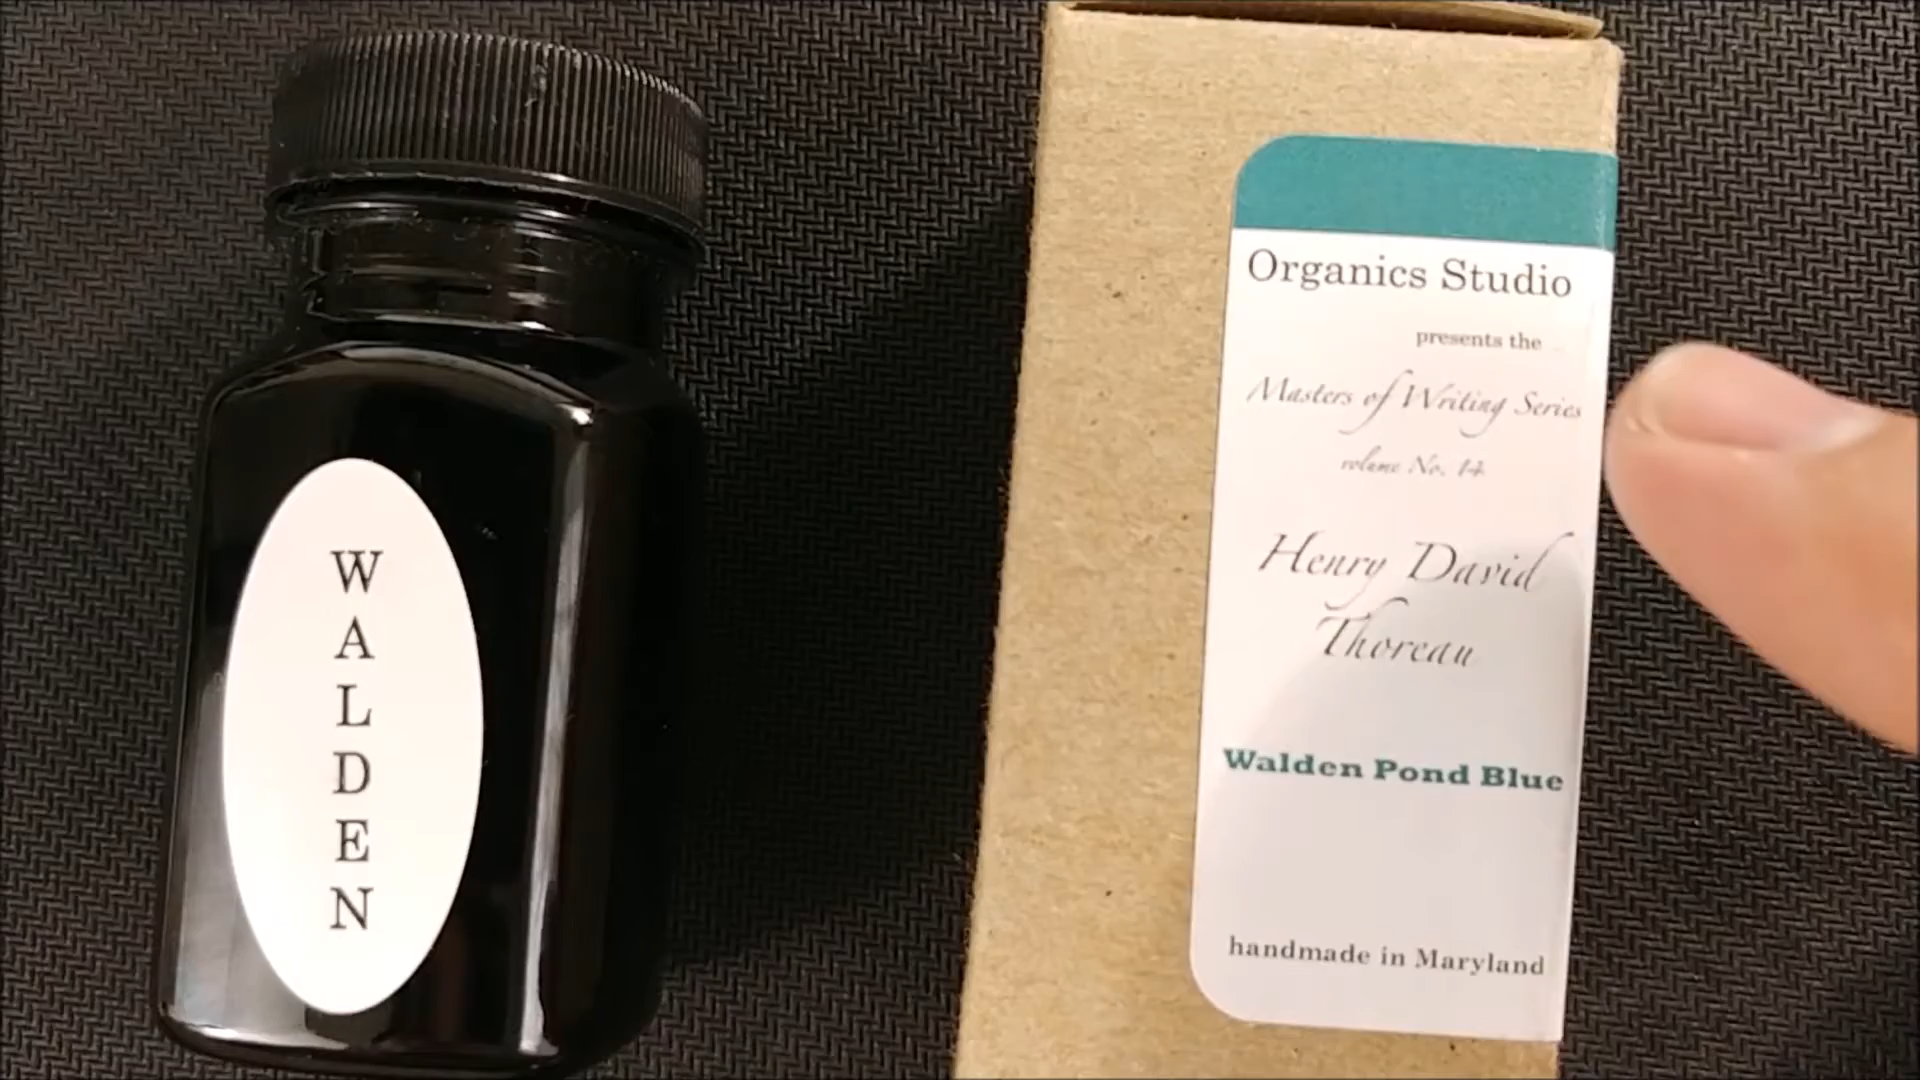 W
A
L
D
E
N
Organics Studio
presents the
Masters of Writing Series
volume No. 14
Henry David
Thoreau
Walden Pond Blue
handmade in Maryland